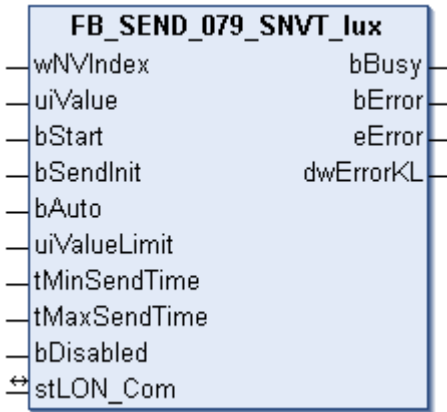 FB_SEND_079_SNVT_lux
wNVIndex bBusy
uiValue bError
bStart eError
bSendInit dwErrorKL
bAuto
uiValueLimit
tMinSendTime
tMaxSendTime
bDisabled
stLON_Com